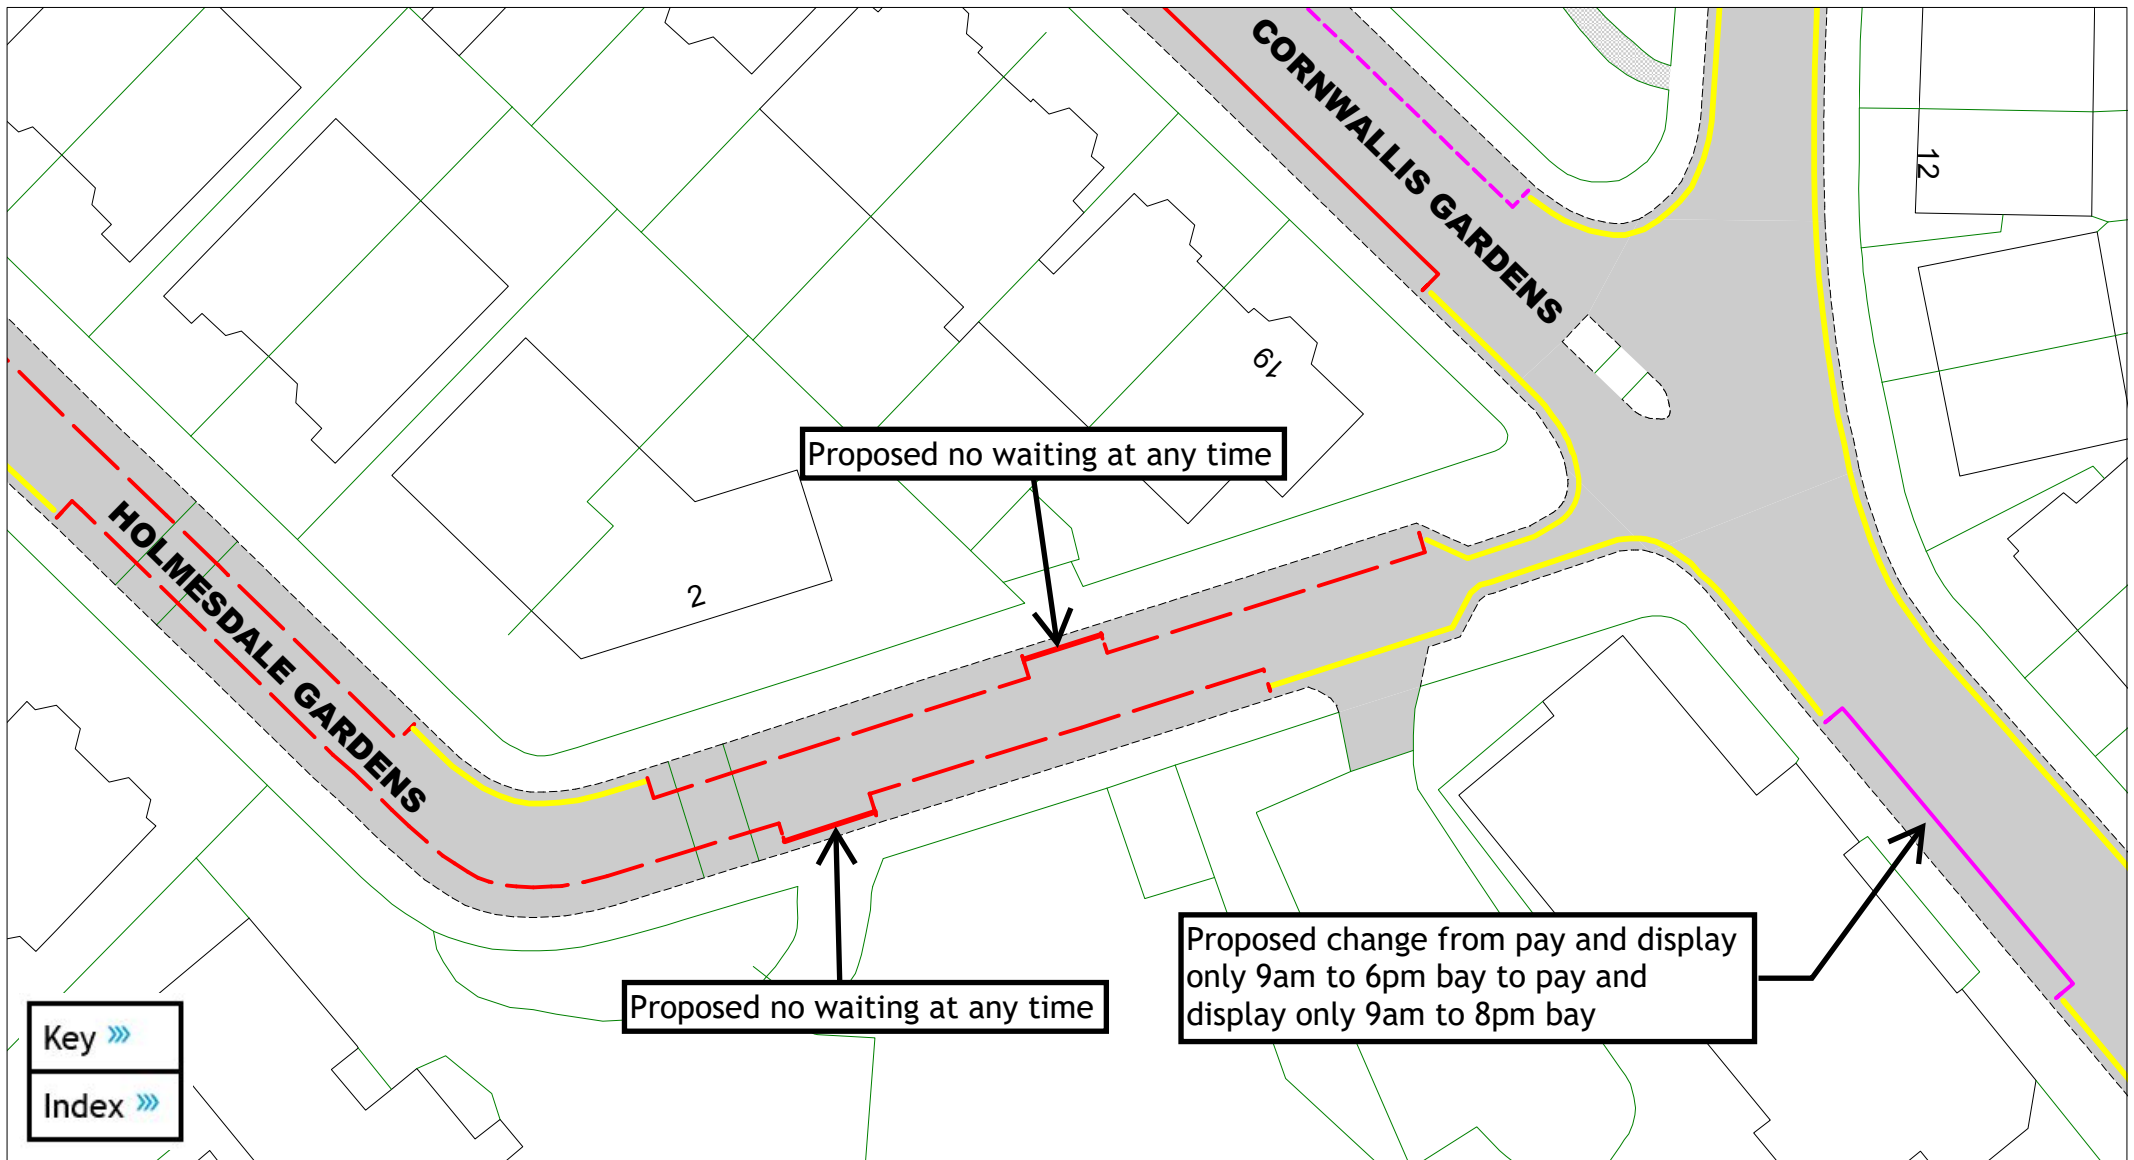 CORNWALLIS GARDENS
12
19
Proposed no waiting at any time
HOLMESDALE GARDENS
2
Proposed no waiting at any time
Proposed change from pay and display
only 9am to 6pm bay to pay and
display only 9am to 8pm bay
Key »»
Index »»